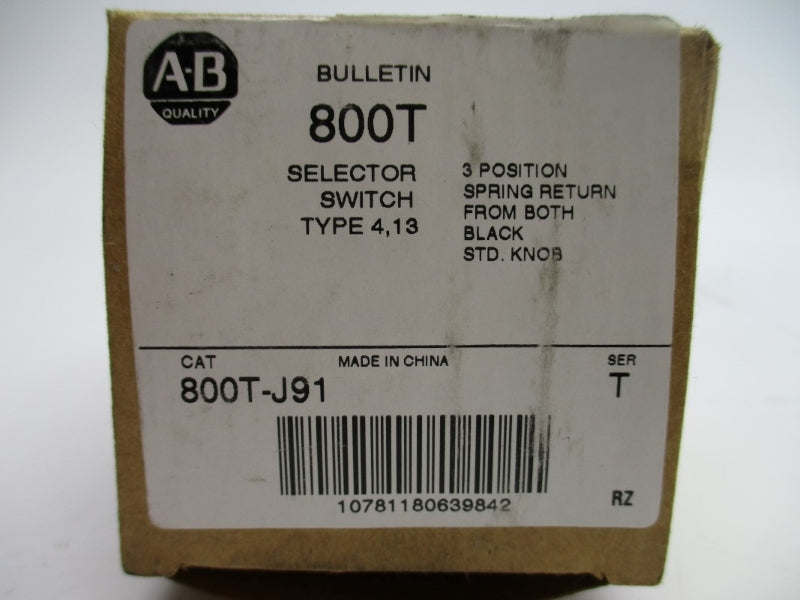 A-B
QUALITY
BULLETIN
800T
SELECTOR
SWITCH
TYPE 4,13
3 POSITION
SPRING RETURN
FROM BOTH
BLACK
STD. KNOB
CAT
MADE IN CHINA
SER
800T-J91
T
10781180639842
RZ